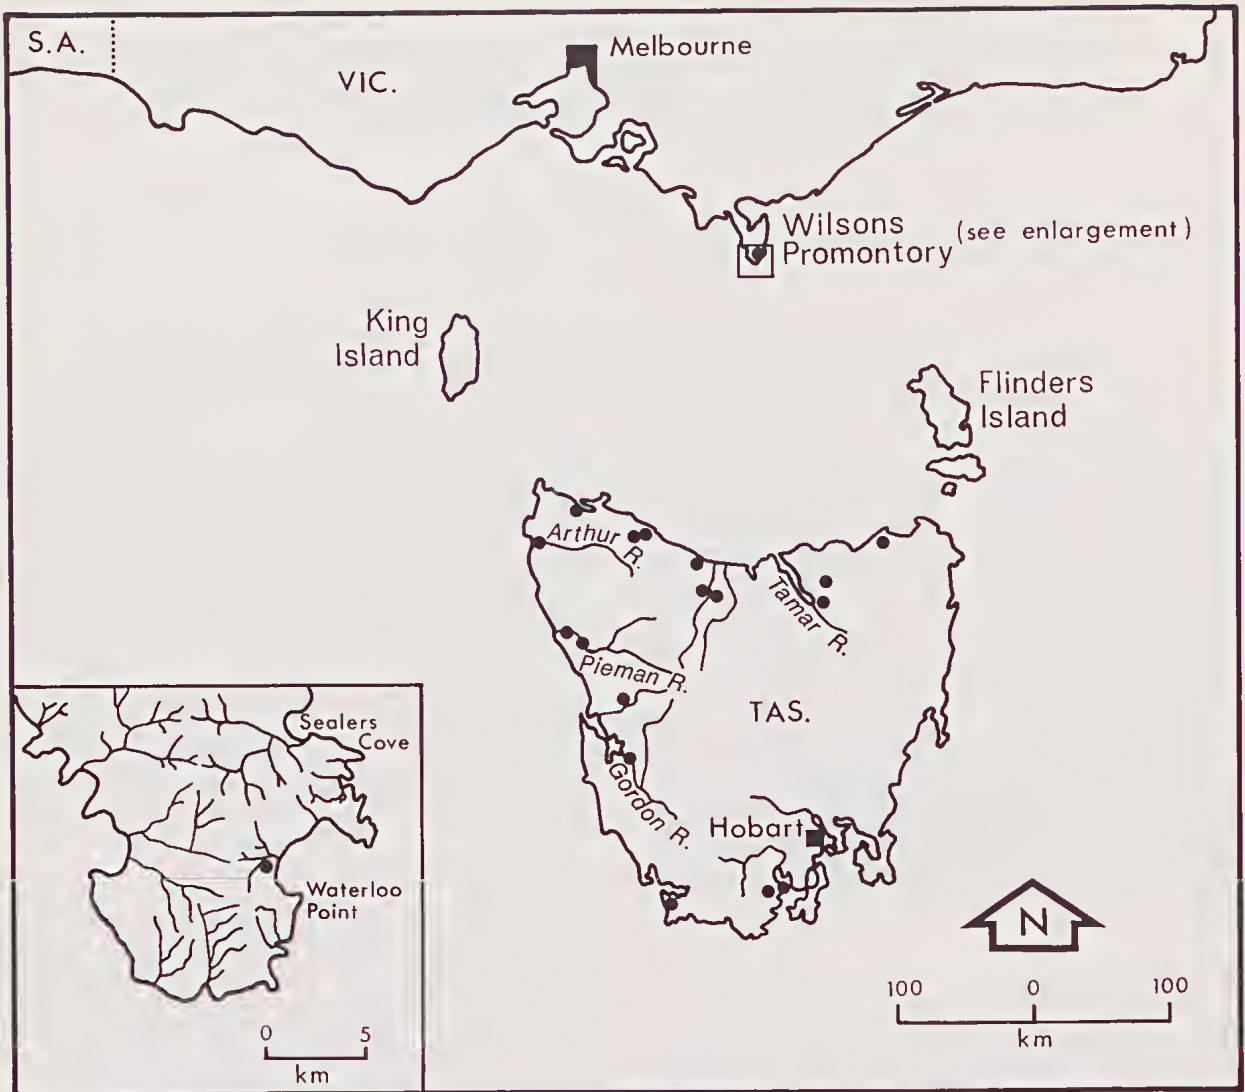 S.A.
VIC.
Melbourne
Wilsons
Promontory
(see enlargement)
King
Island
Flinders
Island
Arthur R.
Tamar R.
Pieman R.
TAS.
Gordon R.
Hobart
Sealers
Cove
Waterloo
Point
0 5
km
N
100 0 100
km